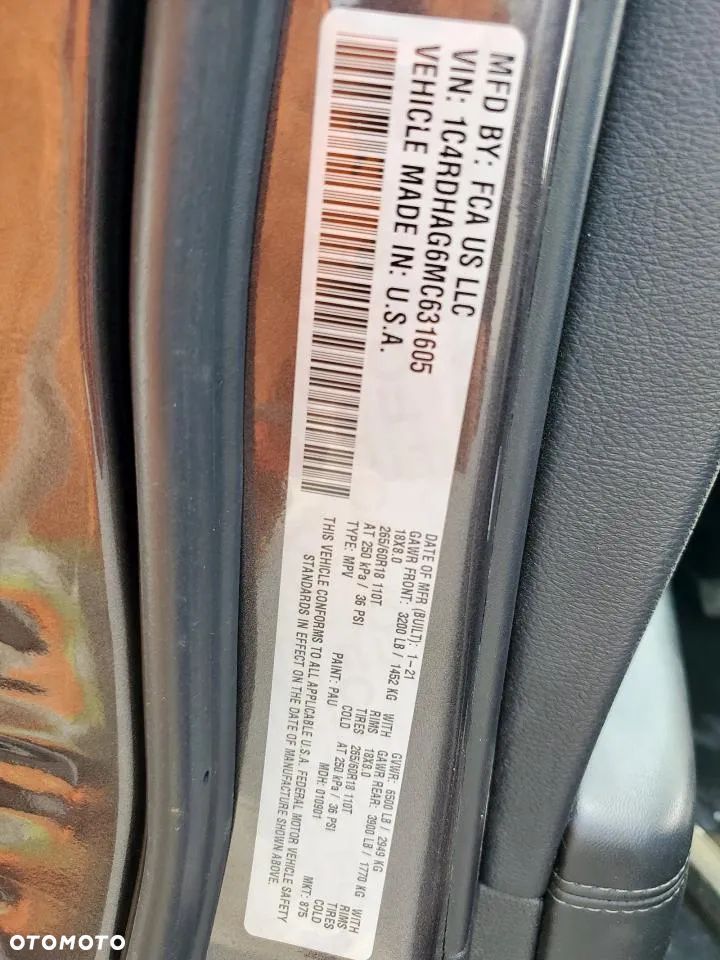 MFD BY: FCA US LLC
VIN: 1C4RDHAG6MC631605
VEHICLE MADE IN: U.S.A.
DATE OF MFR (BUILT): 1-21 GVWR: 6500 LB / 2949 KG
GAWR FRONT: 3200 LB / 1452 KG WITH GAWR REAR: 3900 LB / 1770 KG WITH
18X8.0 RIMS 18X8.0 RIMS
265/60R18 110T TIRES 265/60R18 110T TIRES
AT 250 kPa / 36 PSI COLD AT 250 kPa / 36 PSI COLD
TYPE: MPV PAINT: PAU MDH: 010901 MKT: 875
THIS VEHICLE CONFORMS TO ALL APPLICABLE U.S.A. FEDERAL MOTOR VEHICLE SAFETY
STANDARDS IN EFFECT ON THE DATE OF MANUFACTURE SHOWN ABOVE.
OTOMOTO